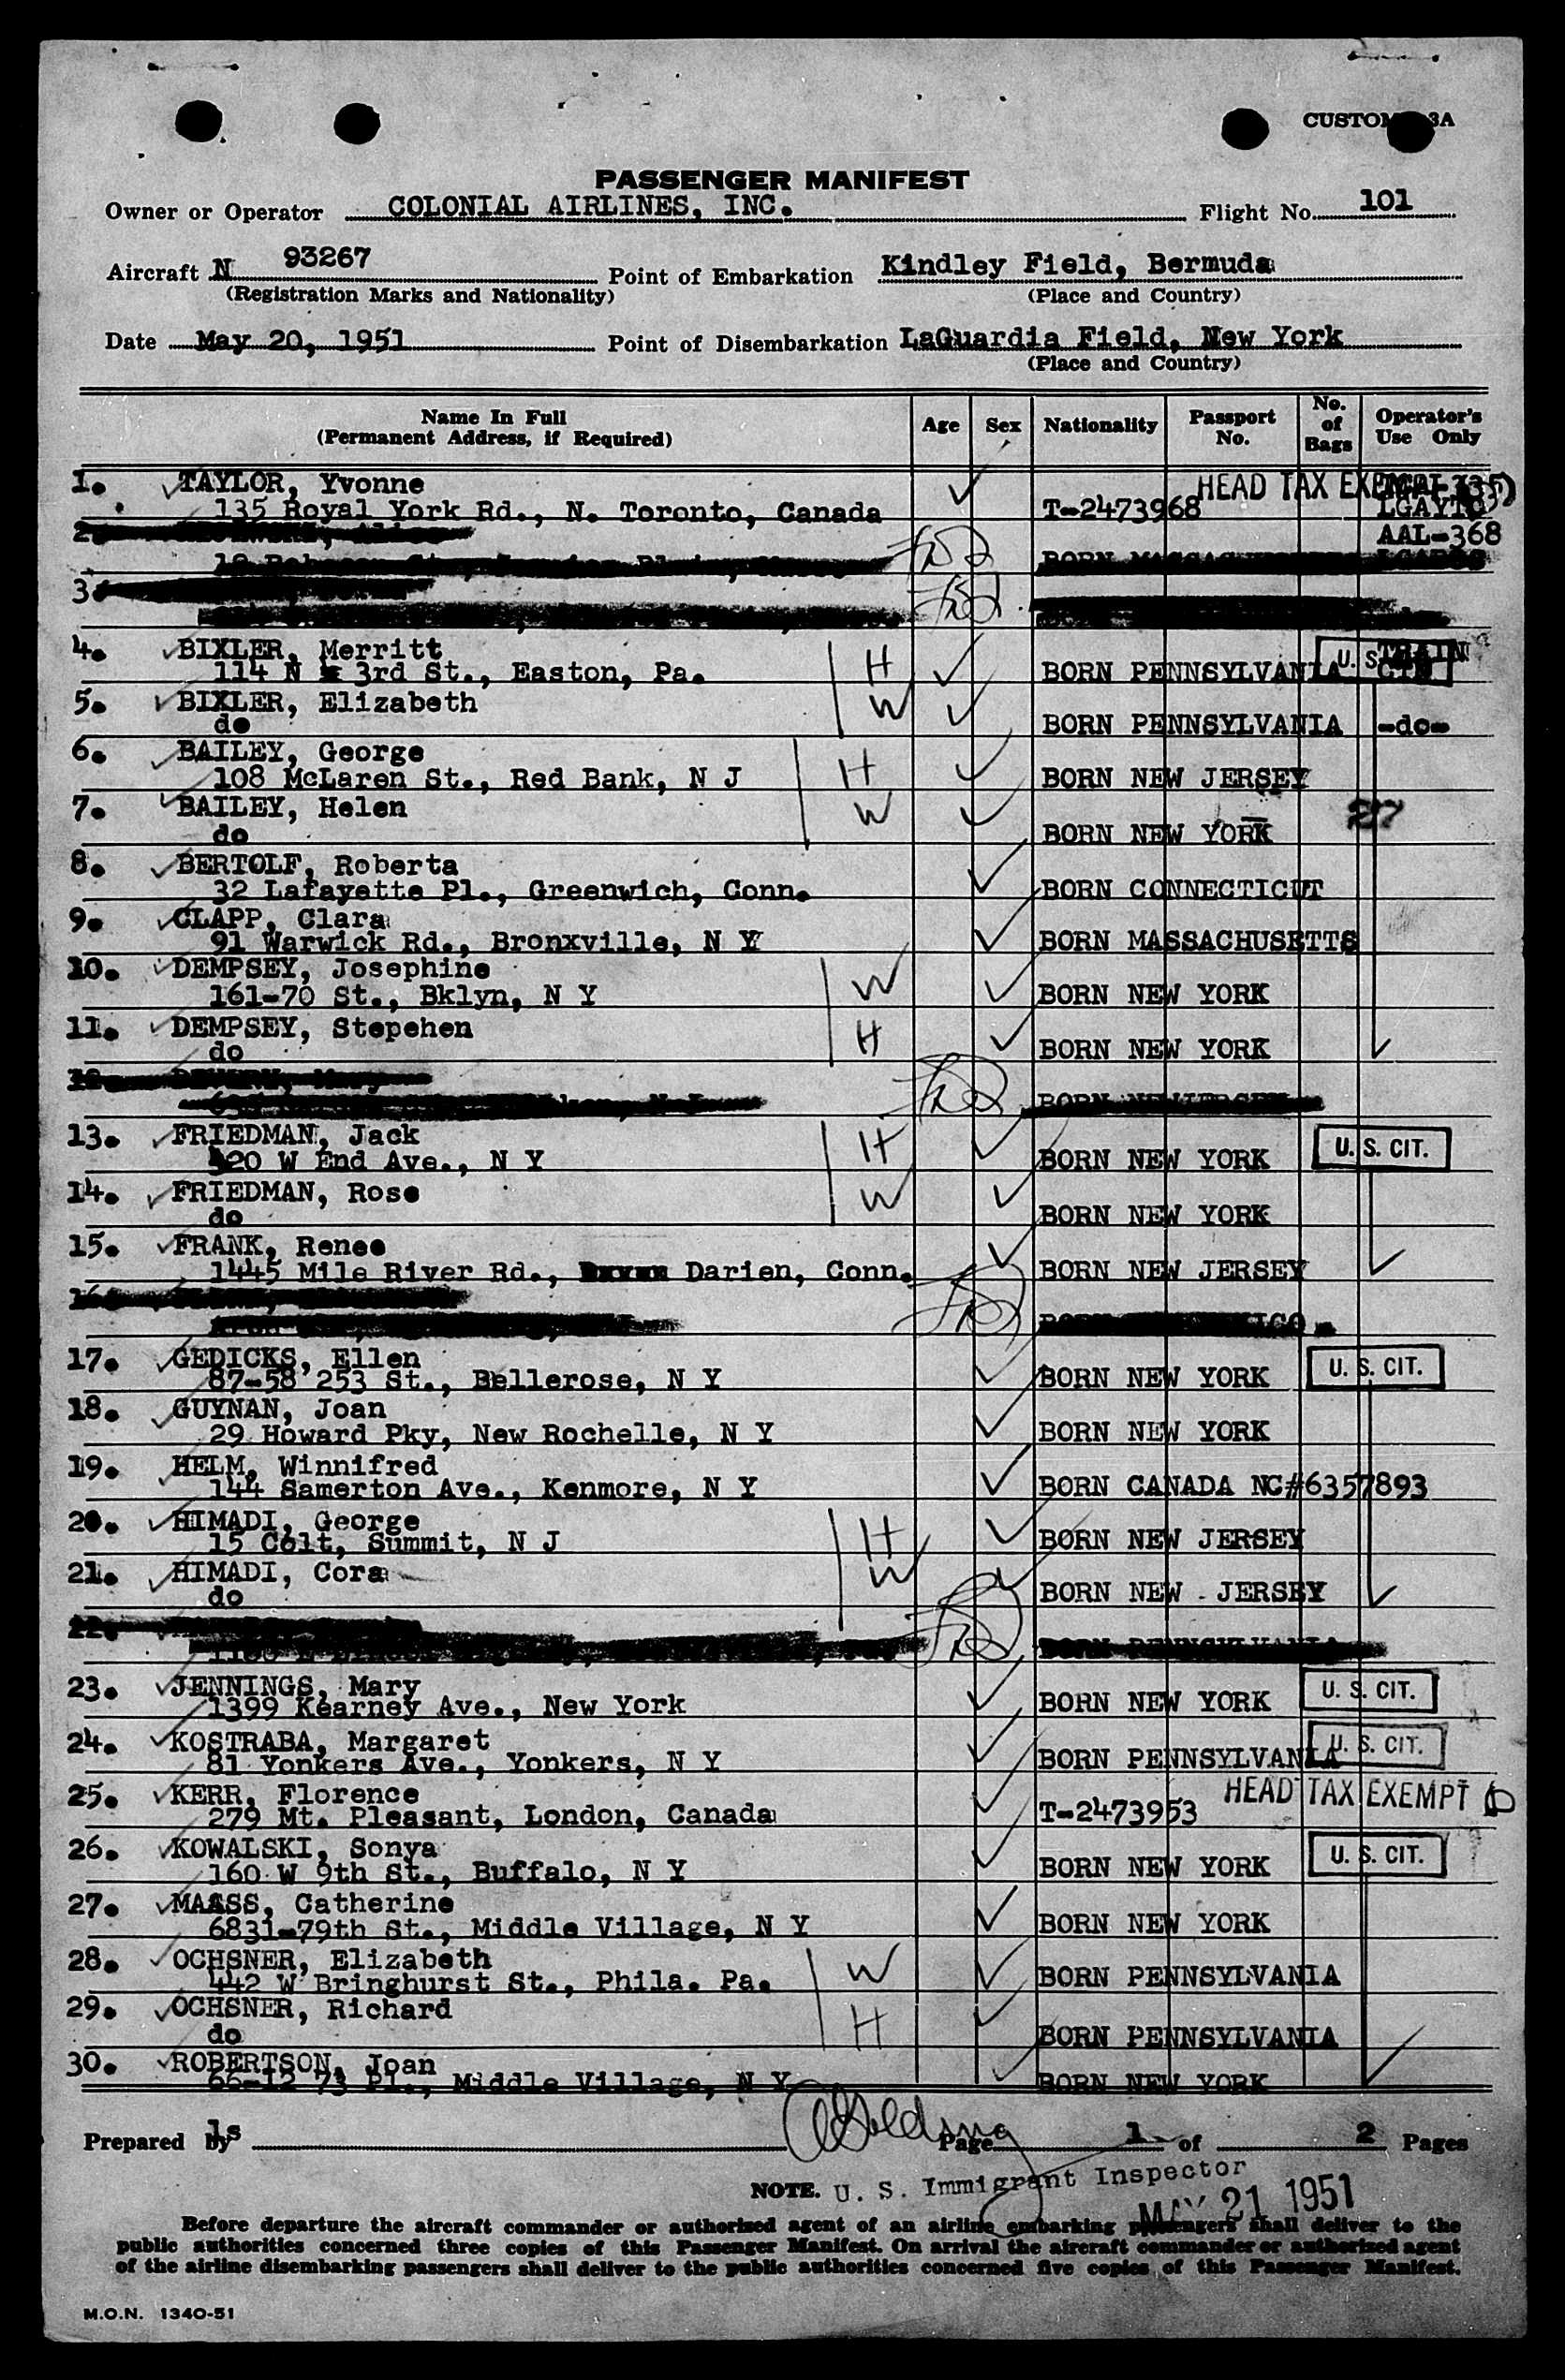 CUSTOM 3A
PASSENGER MANIFEST
Owner or Operator COLONIAL AIRLINES, INC. Flight No. 101
Aircraft N 93267 Point of Embarkation Kindley Field, Bermuda
(Registration Marks and Nationality) (Place and Country)
Date May 20, 1951 Point of Disembarkation LaGuardia Field, New York
(Place and Country)
Name In Full (Permanent Address, if Required) Age Sex Nationality Passport No. No. of Bags Operator's Use Only
1. TAYLOR, Yvonne HEAD TAX
135 Royal York Rd., N. Toronto, Canada T-2473968
2. AAL-368
BORN
3.
4. BIXLER, Merritt H
114 N 3rd St., Easton, Pa. BORN PENNSYLVANIA U. S.
5. BIXLER, Elizabeth W
do BORN PENNSYLVANIA -do-
6. BAILEY, George H
108 McLaren St., Red Bank, N J BORN NEW JERSEY
7. BAILEY, Helen W
do BORN NEW YORK
8. BERTOLF, Roberta
32 Lafayette Pl., Greenwich, Conn. BORN CONNECTICUT
9. CLAPP, Clara
91 Warwick Rd., Bronxville, N Y BORN MASSACHUSETTS
10. DEMPSEY, Josephine W
161-70 St., Bklyn, N Y BORN NEW YORK
11. DEMPSEY, Stepehen H
do BORN NEW YORK
13. FRIEDMAN, Jack H U. S. CIT.
420 W End Ave., N Y BORN NEW YORK
14. FRIEDMAN, Rose W
do BORN NEW YORK
15. FRANK, Renee
1445 Mile River Rd., Darien, Conn. BORN NEW JERSEY
17. GEDICKS, Ellen U. S. CIT.
87-58 253 St., Bellerose, N Y BORN NEW YORK
18. GUYNAN, Joan
29 Howard Pky, New Rochelle, N Y BORN NEW YORK
19. HELM, Winnifred
144 Samerton Ave., Kenmore, N Y BORN CANADA NC#6357893
20. HIMADI, George H
15 Colt, Summit, N J BORN NEW JERSEY
21. HIMADI, Cora W
do BORN NEW JERSEY
22.
23. JENNINGS, Mary U. S. CIT.
1399 Kearney Ave., New York BORN NEW YORK
24. KOSTRABA, Margaret U. S. CIT.
81 Yonkers Ave., Yonkers, N Y BORN PENNSYLVANIA
25. KERR, Florence HEAD TAX EXEMPT
279 Mt. Pleasant, London, Canada T-2473953
26. KOWALSKI, Sonya U. S. CIT.
160 W 9th St., Buffalo, N Y BORN NEW YORK
27. MAASS, Catherine
6831-79th St., Middle Village, N Y BORN NEW YORK
28. OCHSNER, Elizabeth W
442 W Bringhurst St., Phila. Pa. BORN PENNSYLVANIA
29. OCHSNER, Richard H
do BORN PENNSYLVANIA
30. ROBERTSON, Joan
66-12 73 Pl., Middle Village, N Y BORN NEW YORK
Prepared by ls Page 1 of 2 Pages
NOTE. U. S. Immigrant Inspector
MAY 21 1951
Before departure the aircraft commander or authorized agent of an airline embarking passengers shall deliver to the
public authorities concerned three copies of this Passenger Manifest. On arrival the aircraft commander or authorized agent
of the airline disembarking passengers shall deliver to the public authorities concerned five copies of this Passenger Manifest.
M.O.N. 1340-51